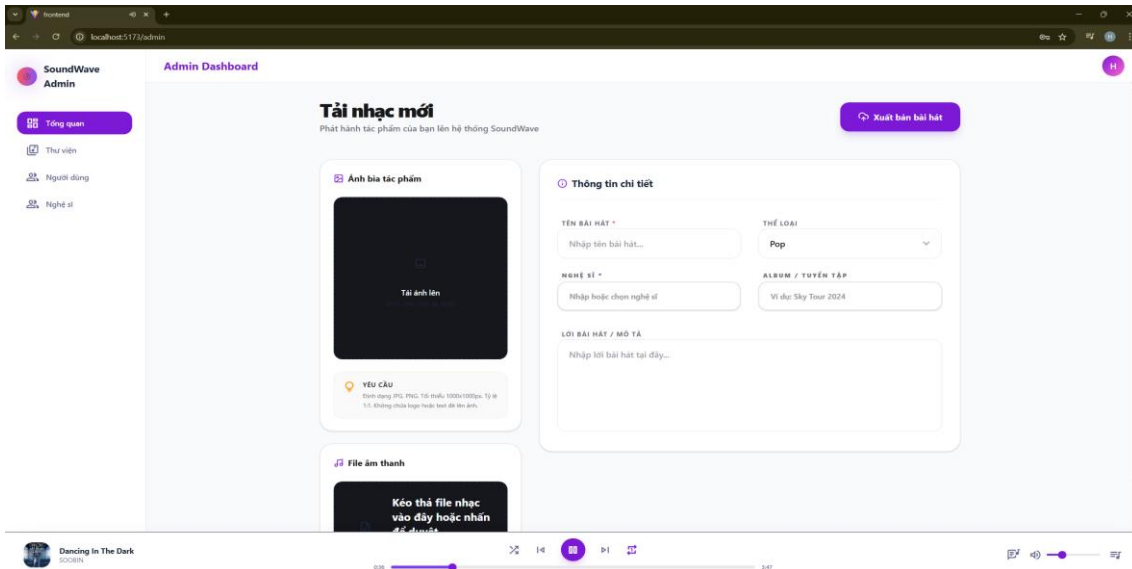 frontend
localhost:5173/admin
SoundWave
Admin
Admin Dashboard
H
Tổng quan
Thư viện
Người dùng
Nghệ sĩ
Tải nhạc mới
Phát hành tác phẩm của bạn lên hệ thống SoundWave
Xuất bản bài hát
Ảnh bìa tác phẩm
Tải ảnh lên
YÊU CẦU
Định dạng JPG, PNG. Tối thiểu 1000x1000px. Tỷ lệ
1:1. Không chứa logo hoặc text đè lên ảnh.
File âm thanh
Kéo thả file nhạc
vào đây hoặc nhấn
để duyệt
Thông tin chi tiết
TÊN BÀI HÁT *
Nhập tên bài hát...
THỂ LOẠI
Pop
NGHỆ SĨ *
Nhập hoặc chọn nghệ sĩ
ALBUM / TUYỂN TẬP
Ví dụ: Sky Tour 2024
LỜI BÀI HÁT / MÔ TẢ
Nhập lời bài hát tại đây...
Dancing In The Dark
SOOBIN
0:36
3:47